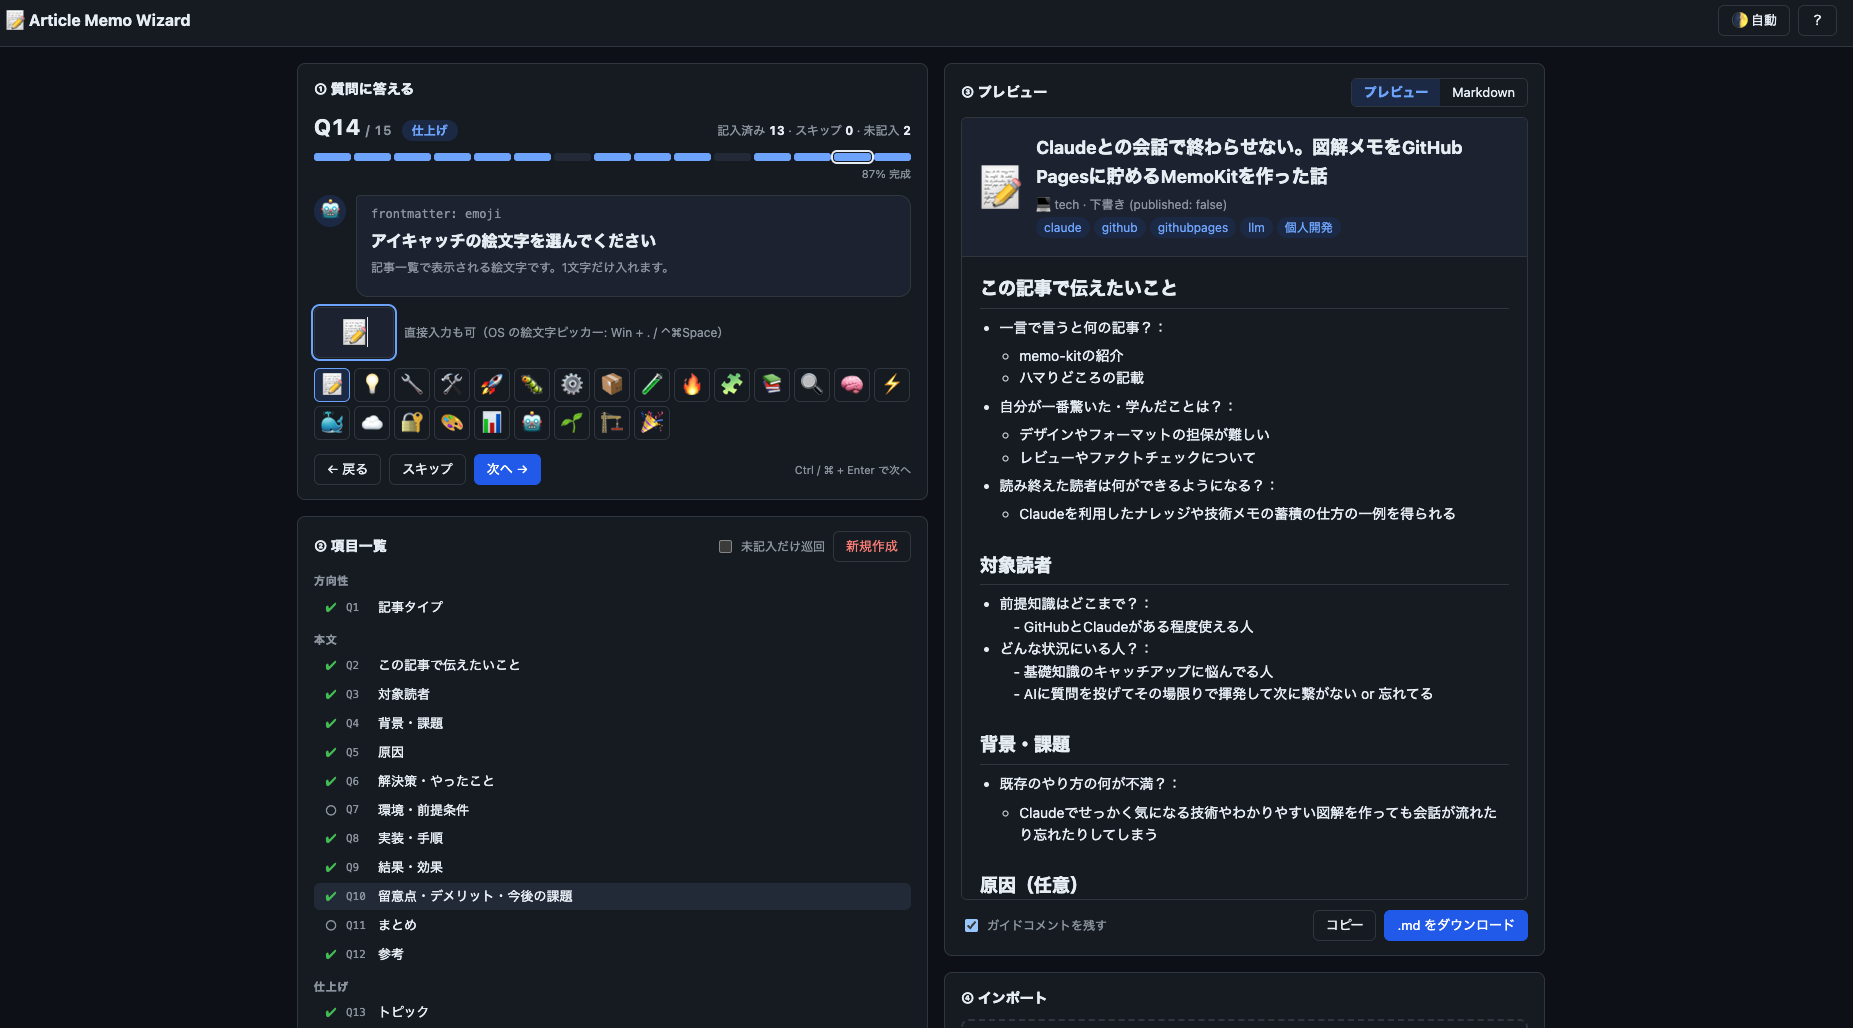 Article Memo Wizard
自動
?
① 質問に答える
Q14 / 15 仕上げ
記入済み 13 · スキップ 0 · 未記入 2
87% 完成
frontmatter: emoji
アイキャッチの絵文字を選んでください
記事一覧で表示される絵文字です。1文字だけ入れます。
直接入力も可（OS の絵文字ピッカー: Win + . / ^⌘Space）
← 戻る
スキップ
次へ →
Ctrl / ⌘ + Enter で次へ
② 項目一覧
未記入だけ巡回
新規作成
方向性
Q1 記事タイプ
本文
Q2 この記事で伝えたいこと
Q3 対象読者
Q4 背景・課題
Q5 原因
Q6 解決策・やったこと
Q7 環境・前提条件
Q8 実装・手順
Q9 結果・効果
Q10 留意点・デメリット・今後の課題
Q11 まとめ
Q12 参考
仕上げ
Q13 トピック
③ プレビュー
プレビュー
Markdown
Claudeとの会話で終わらせない。図解メモをGitHub
Pagesに貯めるMemoKitを作った話
tech · 下書き (published: false)
claude github githubpages llm 個人開発
この記事で伝えたいこと
• 一言で言うと何の記事？：
◦ memo-kitの紹介
◦ ハマりどころの記載
• 自分が一番驚いた・学んだことは？：
◦ デザインやフォーマットの担保が難しい
◦ レビューやファクトチェックについて
• 読み終えた読者は何ができるようになる？：
◦ Claudeを利用したナレッジや技術メモの蓄積の仕方の一例を得られる
対象読者
• 前提知識はどこまで？：
- GitHubとClaudeがある程度使える人
• どんな状況にいる人？：
- 基礎知識のキャッチアップに悩んでる人
- AIに質問を投げてその場限りで揮発して次に繋がない or 忘れてる
背景・課題
• 既存のやり方の何が不満？：
◦ Claudeでせっかく気になる技術やわかりやすい図解を作っても会話が流れた
り忘れたりしてしまう
原因（任意）
ガイドコメントを残す
コピー
.md をダウンロード
④ インポート